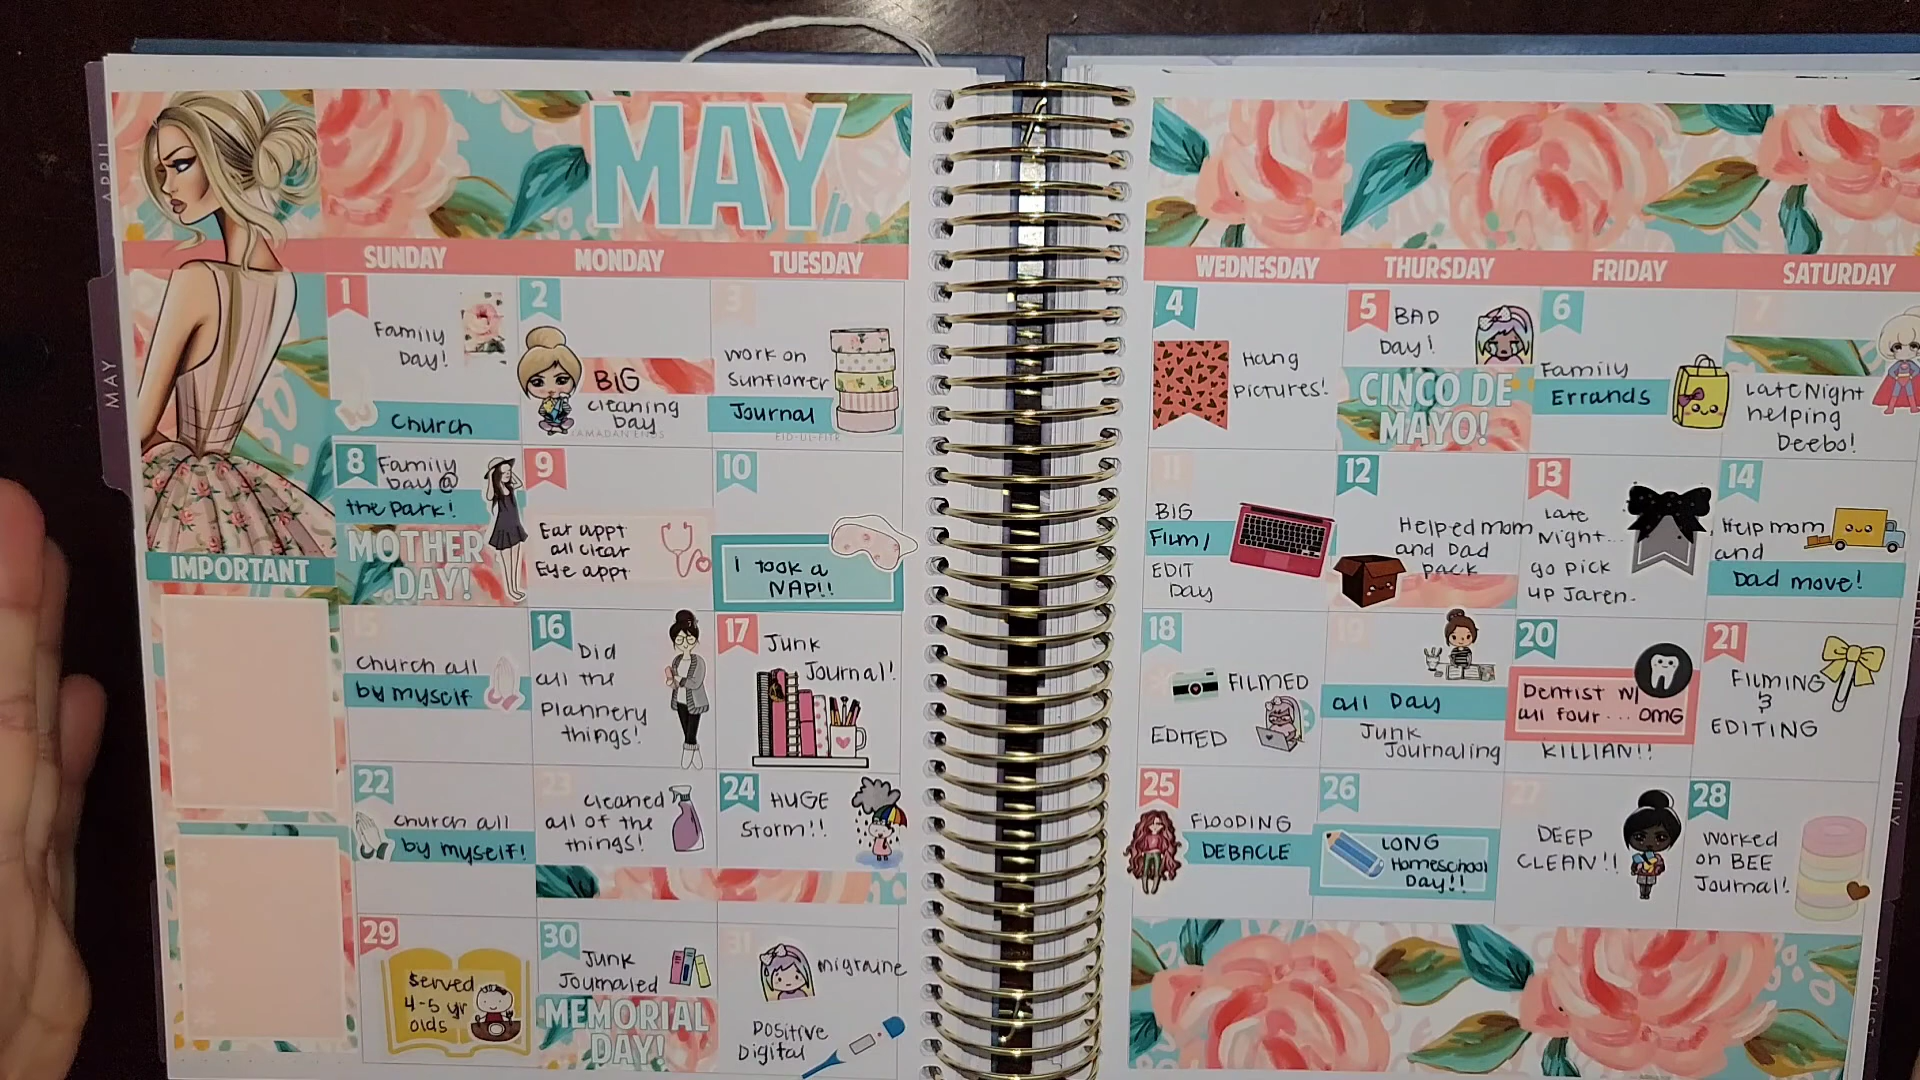 MAY
SUNDAY MONDAY TUESDAY WEDNESDAY THURSDAY FRIDAY SATURDAY
APRIL
MAY
IMPORTANT
1
Family
Day!
Church
2
BIG
cleaning
Day
RAMADAN ENDS
3
work on
Sunflower
Journal
EID-UL-FITR
4
Hang
pictures!
5
BAD
Day!
CINCO DE
MAYO!
6
Family
Errands
7
Late Night
helping
Deebo!
8
Family
Day @
the park!
MOTHER
DAY!
9
Ear appt
all clear
Eye appt
10
I took a
NAP!!
11
BIG
Film/
EDIT
Day
12
Helped mom
and Dad
pack
13
Late
Night...
go pick
up Jaren.
14
Help mom
and
Dad move!
15
church all
by myself
16
Did
all the
Plannery
things!
17
Junk
Journal!
18
FILMED
EDITED
19
all Day
Junk
Journaling
20
Dentist w/
all four... OMG
KILLIAN!!
21
FILMING
&
EDITING
22
church all
by myself!
23
cleaned
all of the
things!
24
HUGE
Storm!!
25
FLOODING
DEBACLE
26
LONG
Homeschool
Day!!
27
DEEP
CLEAN!!
28
Worked
on BEE
Journal!
29
Served
4-5 yr
olds
30
Junk
Journaled
MEMORIAL
DAY!
31
migraine
Positive
Digital